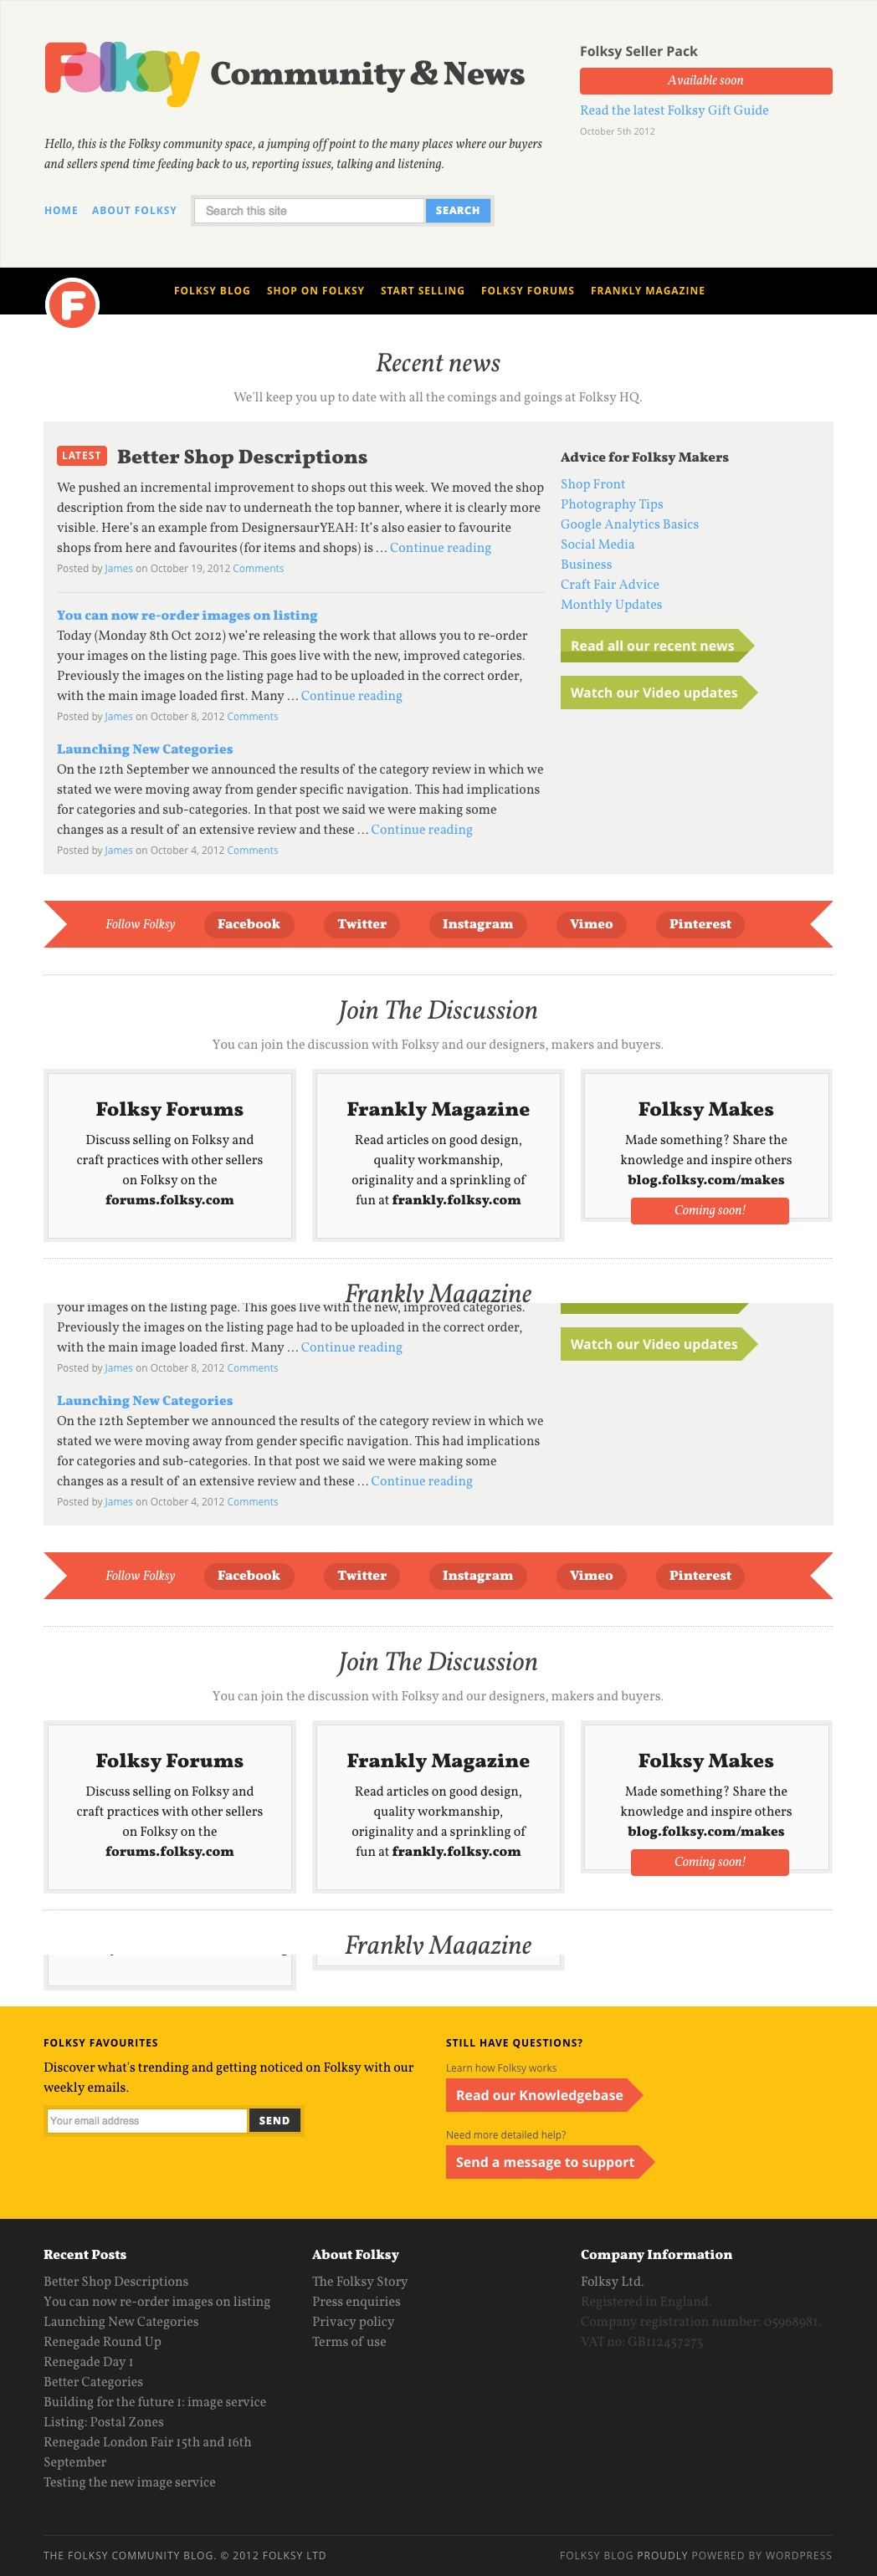 Folksy Community & News
Hello, this is the Folksy community space, a jumping off point to the many places where our buyers
and sellers spend time feeding back to us, reporting issues, talking and listening.
HOME ABOUT FOLKSY Search this site SEARCH
Folksy Seller Pack
Available soon
Read the latest Folksy Gift Guide
October 5th 2012
F
FOLKSY BLOG SHOP ON FOLKSY START SELLING FOLKSY FORUMS FRANKLY MAGAZINE
Recent news
We'll keep you up to date with all the comings and goings at Folksy HQ.
LATEST Better Shop Descriptions
We pushed an incremental improvement to shops out this week. We moved the shop
description from the side nav to underneath the top banner, where it is clearly more
visible. Here's an example from DesignersaurYEAH: It's also easier to favourite
shops from here and favourites (for items and shops) is … Continue reading
Posted by James on October 19, 2012 Comments
You can now re-order images on listing
Today (Monday 8th Oct 2012) we're releasing the work that allows you to re-order
your images on the listing page. This goes live with the new, improved categories.
Previously the images on the listing page had to be uploaded in the correct order,
with the main image loaded first. Many … Continue reading
Posted by James on October 8, 2012 Comments
Launching New Categories
On the 12th September we announced the results of the category review in which we
stated we were moving away from gender specific navigation. This had implications
for categories and sub-categories. In that post we said we were making some
changes as a result of an extensive review and these … Continue reading
Posted by James on October 4, 2012 Comments
Advice for Folksy Makers
Shop Front
Photography Tips
Google Analytics Basics
Social Media
Business
Craft Fair Advice
Monthly Updates
Read all our recent news
Watch our Video updates
Follow Folksy Facebook Twitter Instagram Vimeo Pinterest
Join The Discussion
You can join the discussion with Folksy and our designers, makers and buyers.
Folksy Forums
Discuss selling on Folksy and
craft practices with other sellers
on Folksy on the
forums.folksy.com
Frankly Magazine
Read articles on good design,
quality workmanship,
originality and a sprinkling of
fun at frankly.folksy.com
Folksy Makes
Made something? Share the
knowledge and inspire others
blog.folksy.com/makes
Coming soon!
Frankly Magazine
your images on the listing page. This goes live with the new, improved categories.
Previously the images on the listing page had to be uploaded in the correct order,
with the main image loaded first. Many … Continue reading
Posted by James on October 8, 2012 Comments
Launching New Categories
On the 12th September we announced the results of the category review in which we
stated we were moving away from gender specific navigation. This had implications
for categories and sub-categories. In that post we said we were making some
changes as a result of an extensive review and these … Continue reading
Posted by James on October 4, 2012 Comments
Watch our Video updates
Follow Folksy Facebook Twitter Instagram Vimeo Pinterest
Join The Discussion
You can join the discussion with Folksy and our designers, makers and buyers.
Folksy Forums
Discuss selling on Folksy and
craft practices with other sellers
on Folksy on the
forums.folksy.com
Frankly Magazine
Read articles on good design,
quality workmanship,
originality and a sprinkling of
fun at frankly.folksy.com
Folksy Makes
Made something? Share the
knowledge and inspire others
blog.folksy.com/makes
Coming soon!
Frankly Magazine
FOLKSY FAVOURITES
Discover what's trending and getting noticed on Folksy with our
weekly emails.
Your email address SEND
STILL HAVE QUESTIONS?
Learn how Folksy works
Read our Knowledgebase
Need more detailed help?
Send a message to support
Recent Posts
Better Shop Descriptions
You can now re-order images on listing
Launching New Categories
Renegade Round Up
Renegade Day 1
Better Categories
Building for the future 1: image service
Listing: Postal Zones
Renegade London Fair 15th and 16th
September
Testing the new image service
About Folksy
The Folksy Story
Press enquiries
Privacy policy
Terms of use
Company Information
Folksy Ltd.
Registered in England.
Company registration number: 05968981.
VAT no: GB112457273
THE FOLKSY COMMUNITY BLOG. © 2012 FOLKSY LTD
FOLKSY BLOG PROUDLY POWERED BY WORDPRESS